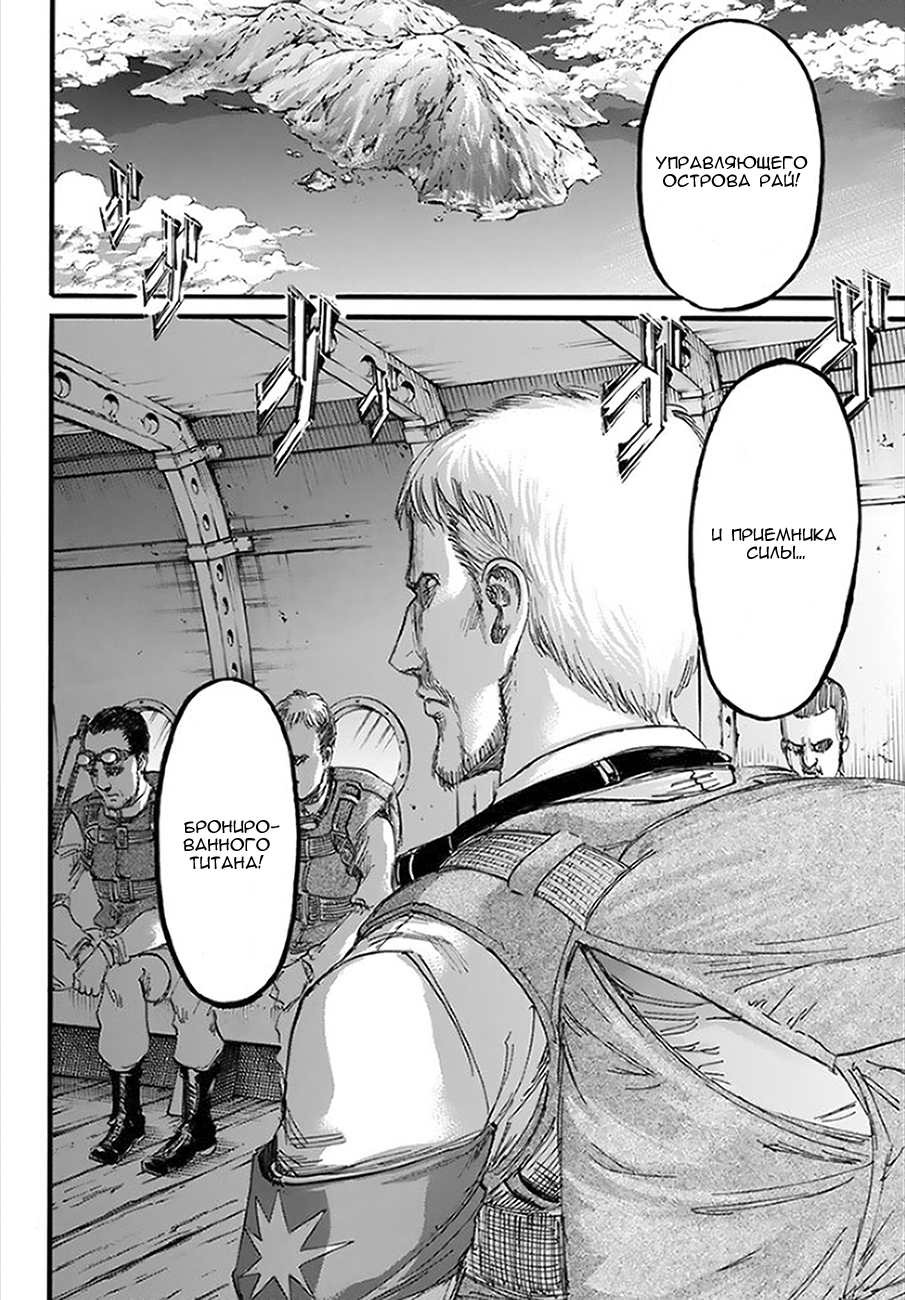 УПРАВЛЯЮЩЕГО
ОСТРОВА РАЙ!
И ПРИЕМНИКА
СИЛЫ...
БРОНИРО-
ВАННОГО
ТИТАНА!